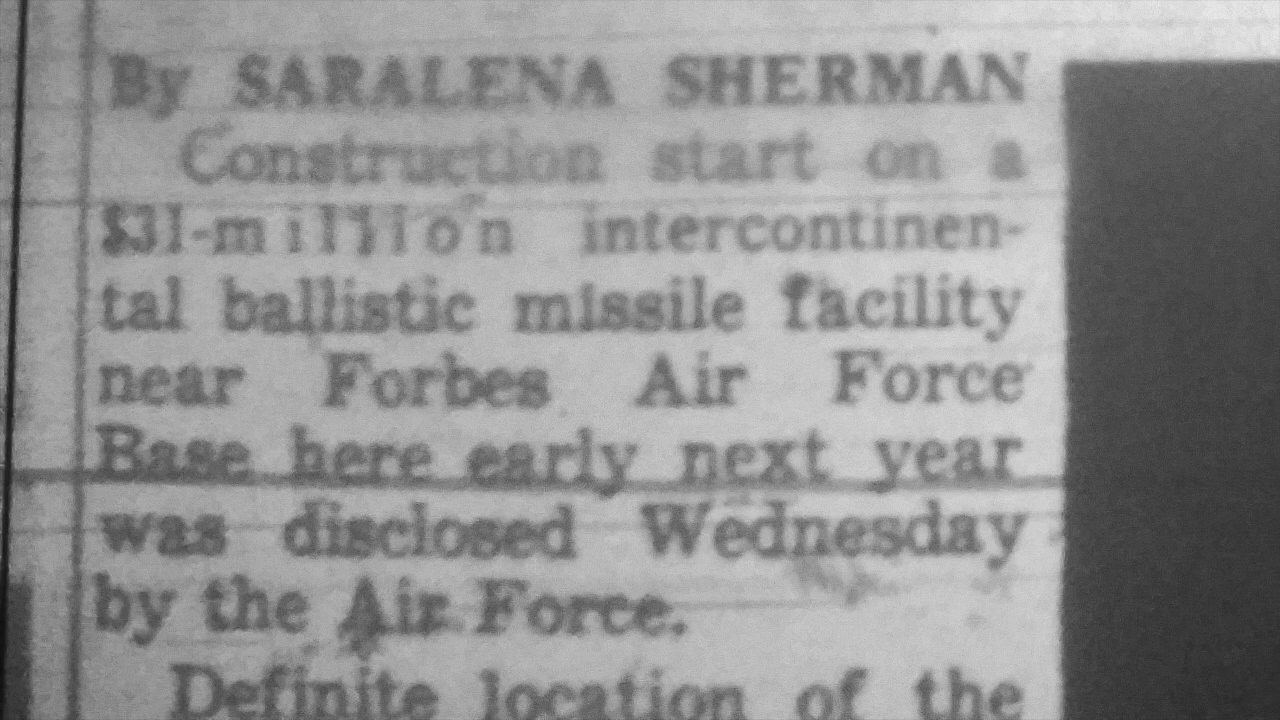 By SARALENA SHERMAN
Construction start on a
$31-million intercontinen-
tal ballistic missile facility
near Forbes Air Force
Base here early next year
was disclosed Wednesday
by the Air Force.
Definite location of the